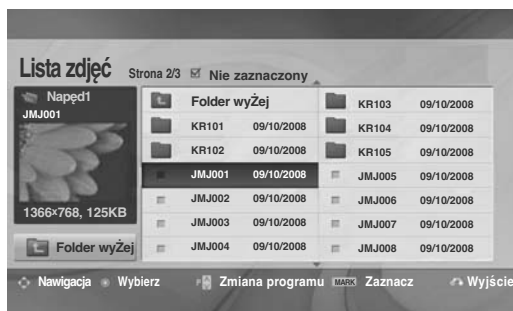 Lista zdjęć Strona 2/3 Nie zaznaczony
Napęd1
JMJ001
1366x768, 125KB
Folder wyŻej
Folder wyŻej
KR101 09/10/2008
KR102 09/10/2008
JMJ001 09/10/2008
JMJ002 09/10/2008
JMJ003 09/10/2008
JMJ004 09/10/2008
KR103 09/10/2008
KR104 09/10/2008
KR105 09/10/2008
JMJ005 09/10/2008
JMJ006 09/10/2008
JMJ007 09/10/2008
JMJ008 09/10/2008
Nawigacja Wybierz P Zmiana programu MARK Zaznacz Wyjście